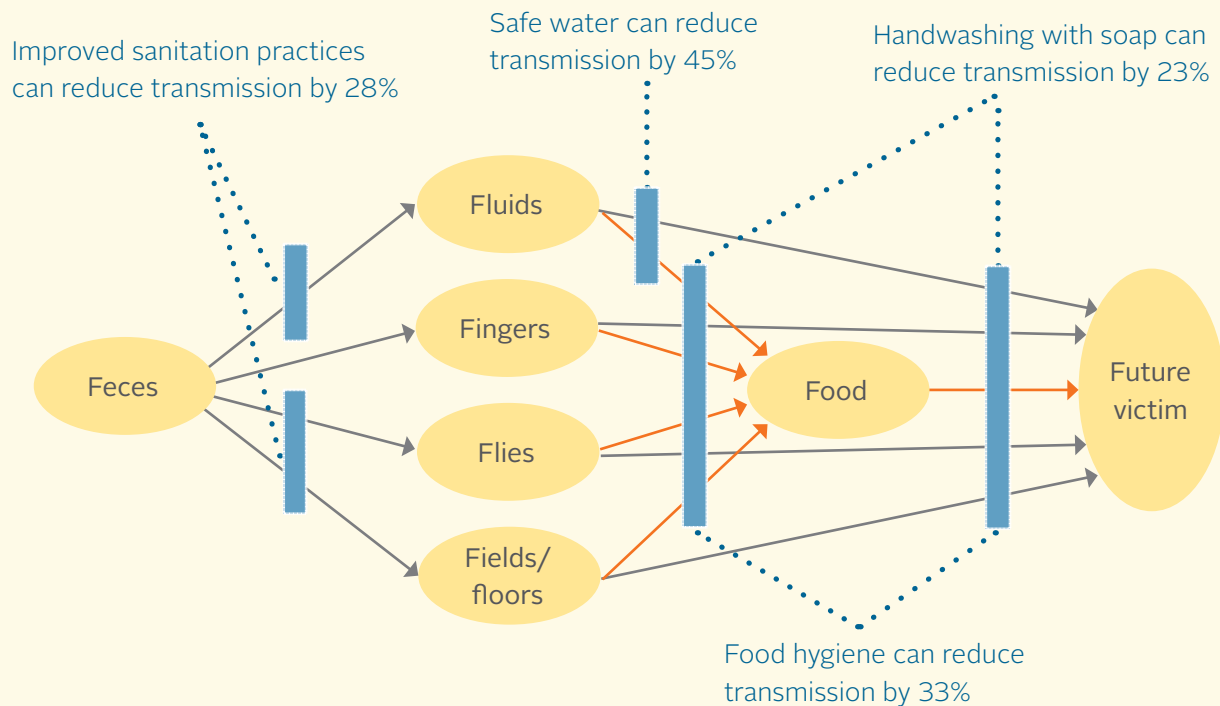 Safe water can reduce
transmission by 45%
Improved sanitation practices
can reduce transmission by 28%
Handwashing with soap can
reduce transmission by 23%
Fluids
Fingers
Feces
Flies
Fields/
floors
Food
Future
victim
Food hygiene can reduce
transmission by 33%